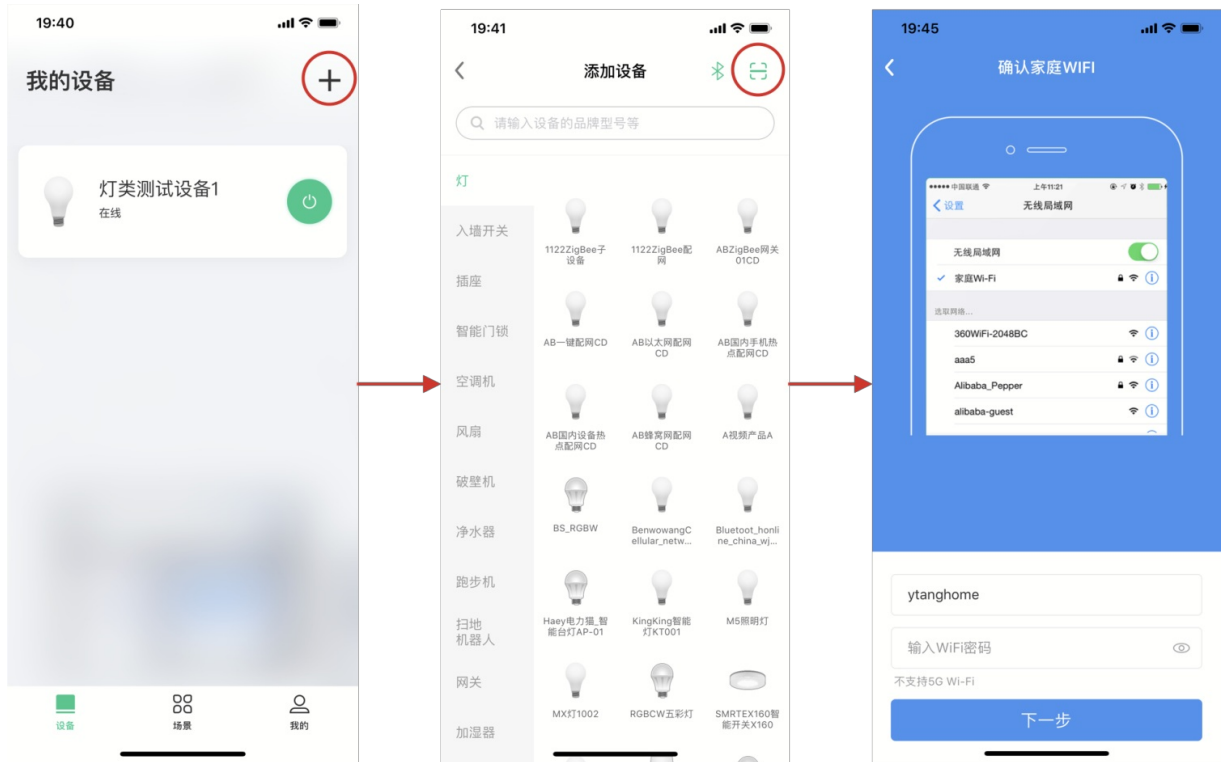 19:40
我的设备
灯类测试设备1
在线
设备
场景
我的
19:41
添加设备
请输入设备的品牌型号等
灯
入墙开关
插座
智能门锁
空调机
风扇
破壁机
净水器
跑步机
扫地
机器人
网关
加湿器
1122ZigBee子
设备
1122ZigBee配
网
ABZigBee网关
01CD
AB一键配网CD
AB以太网配网
CD
AB国内手机热
点配网CD
AB国内设备热
点配网CD
AB蜂窝网配网
CD
A视频产品A
BS_RGBW
BenwowangC
ellular_netw...
Bluetoot_honli
ne_china_wj...
Haey电力猫_智
能台灯AP-01
KingKing智能
灯KT001
M5照明灯
MX灯1002
RGBCW五彩灯
SMRTEX160智
能开关X160
19:45
确认家庭WIFI
中国联通
上午11:21
设置
无线局域网
无线局域网
家庭Wi-Fi
选取网络...
360WiFi-2048BC
aaa5
Alibaba_Pepper
alibaba-guest
ytanghome
输入WiFi密码
不支持5G Wi-Fi
下一步